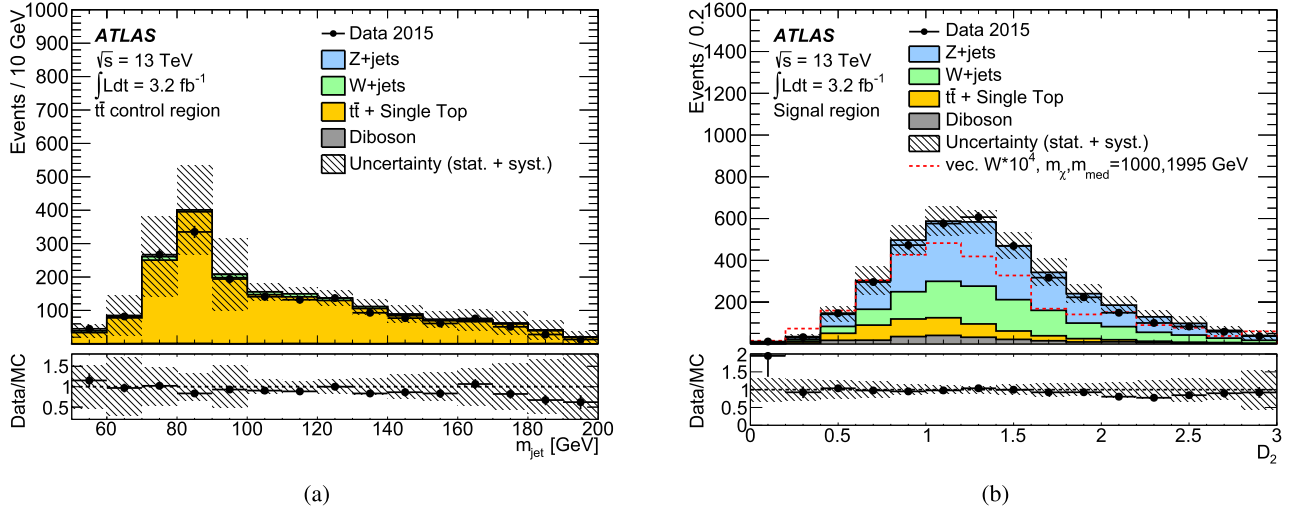 Events / 10 GeV
1000
900
800
700
600
500
400
300
200
100
ATLAS
√s = 13 TeV
∫Ldt = 3.2 fb⁻¹
tt̄ control region
Data 2015
Z+jets
W+jets
tt̄ + Single Top
Diboson
Uncertainty (stat. + syst.)
Data/MC
1.5
1
0.5
60 80 100 120 140 160 180 200
m_jet [GeV]
(a)
Events / 0.2
1600
1400
1200
1000
800
600
400
200
ATLAS
√s = 13 TeV
∫Ldt = 3.2 fb⁻¹
Signal region
Data 2015
Z+jets
W+jets
tt̄ + Single Top
Diboson
Uncertainty (stat. + syst.)
vec. W*10⁴, m_χ,m_med=1000,1995 GeV
Data/MC
2
1.5
1
0.5
0
0 0.5 1 1.5 2 2.5 3
D₂
(b)